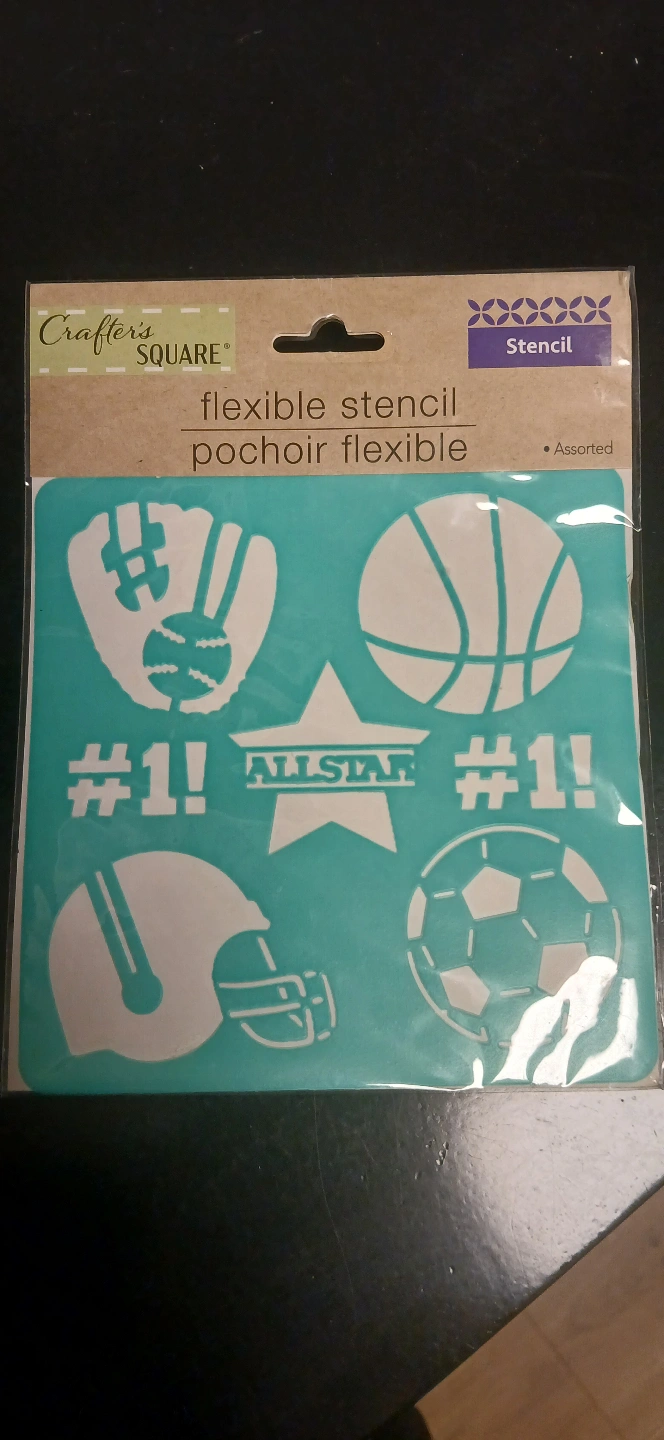 Crafter's
SQUARE®
Stencil
flexible stencil
pochoir flexible
• Assorted
#1!
ALLSTAR
#1!